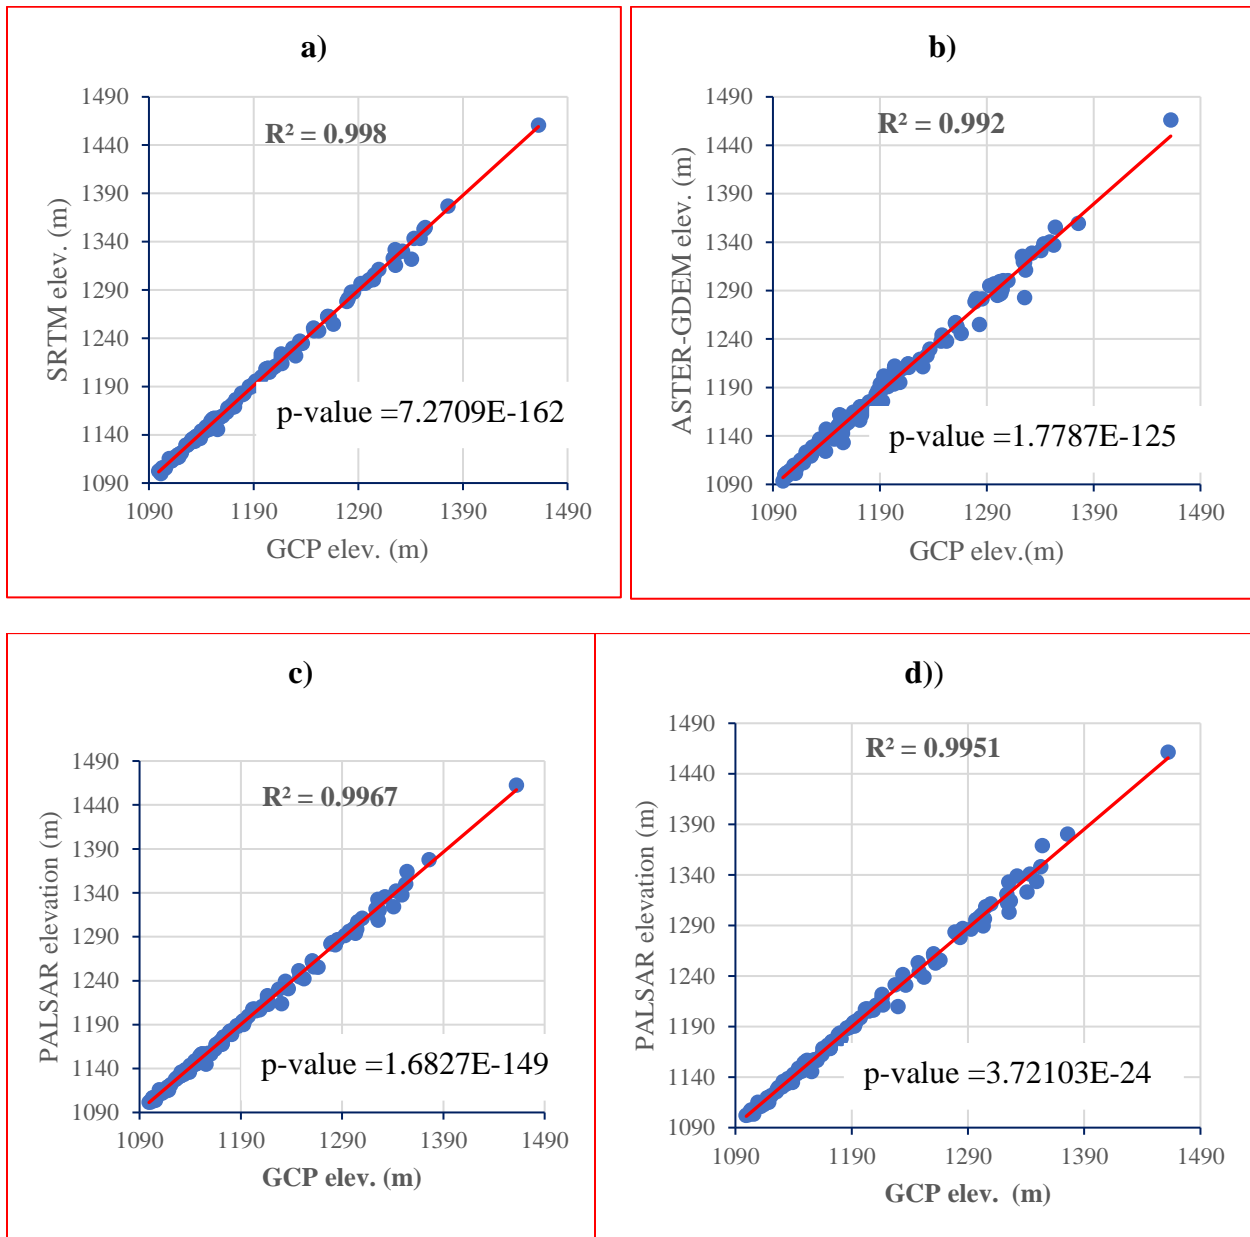 a)
R² = 0.998
p-value =7.2709E-162
SRTM elev. (m)
1490
1440
1390
1340
1290
1240
1190
1140
1090
1090 1190 1290 1390 1490
GCP elev. (m)
b)
R² = 0.992
p-value =1.7787E-125
ASTER-GDEM elev. (m)
1490
1440
1390
1340
1290
1240
1190
1140
1090
1090 1190 1290 1390 1490
GCP elev.(m)
c)
R² = 0.9967
p-value =1.6827E-149
PALSAR elevation (m)
1490
1440
1390
1340
1290
1240
1190
1140
1090
1090 1190 1290 1390 1490
GCP elev. (m)
d))
R² = 0.9951
p-value =3.72103E-24
PALSAR elevation (m)
1490
1440
1390
1340
1290
1240
1190
1140
1090
1090 1190 1290 1390 1490
GCP elev. (m)